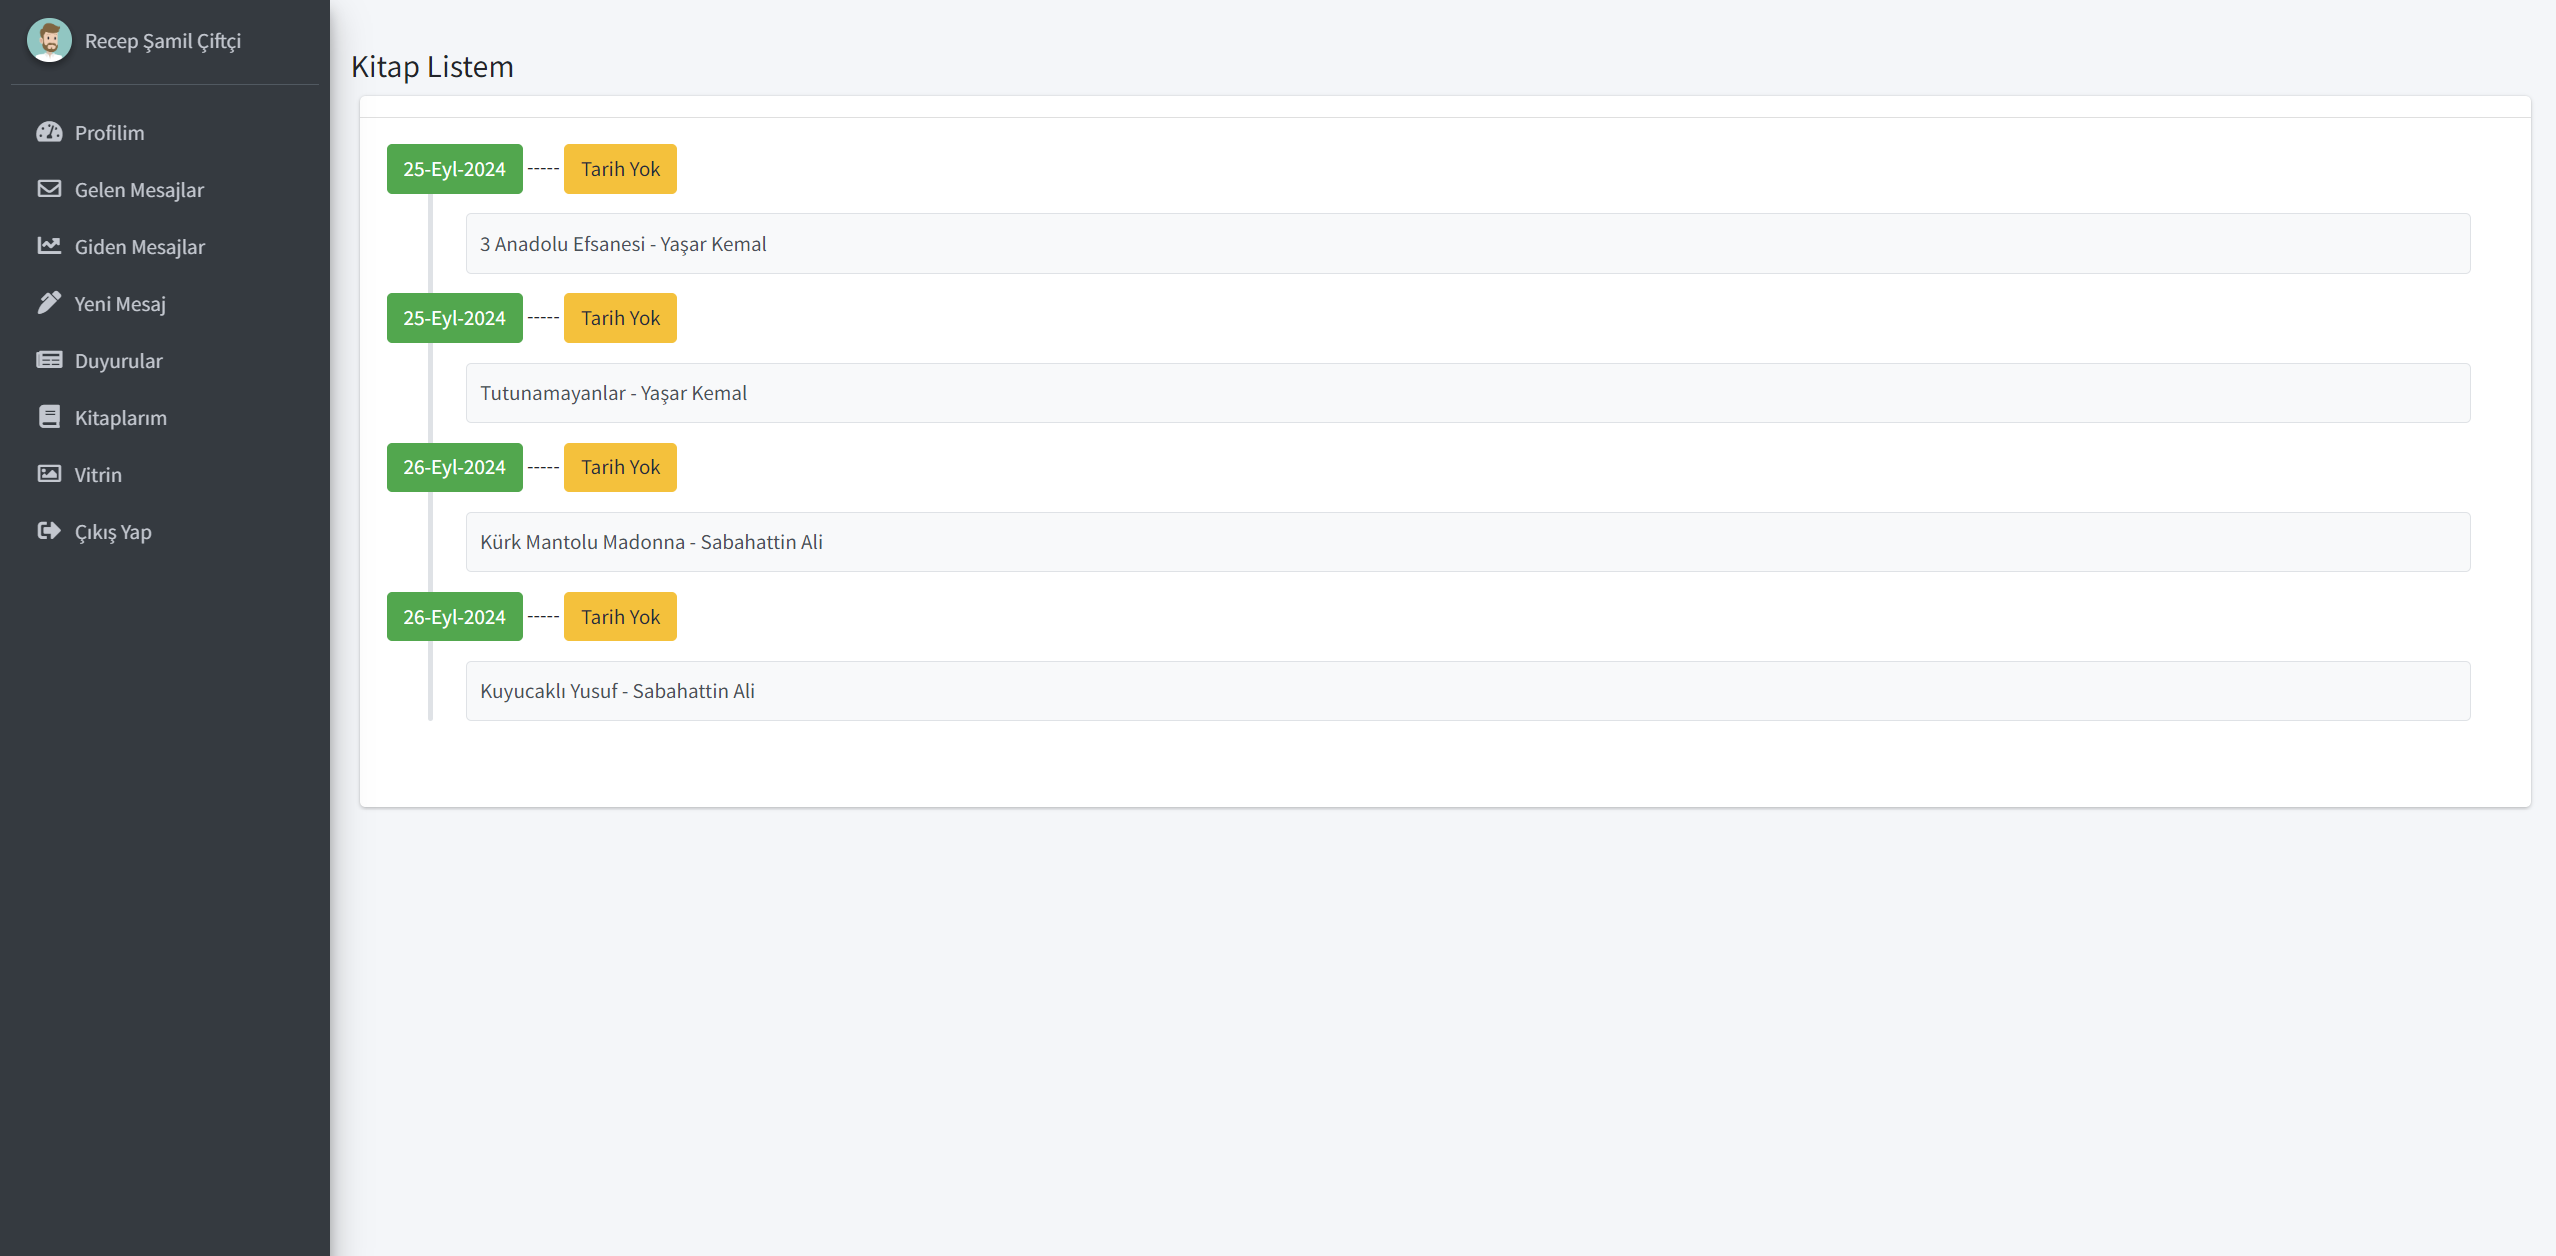 Recep Şamil Çiftçi
Profilim
Gelen Mesajlar
Giden Mesajlar
Yeni Mesaj
Duyurular
Kitaplarım
Vitrin
Çıkış Yap
Kitap Listem
25-Eyl-2024 ----- Tarih Yok
3 Anadolu Efsanesi - Yaşar Kemal
25-Eyl-2024 ----- Tarih Yok
Tutunamayanlar - Yaşar Kemal
26-Eyl-2024 ----- Tarih Yok
Kürk Mantolu Madonna - Sabahattin Ali
26-Eyl-2024 ----- Tarih Yok
Kuyucaklı Yusuf - Sabahattin Ali